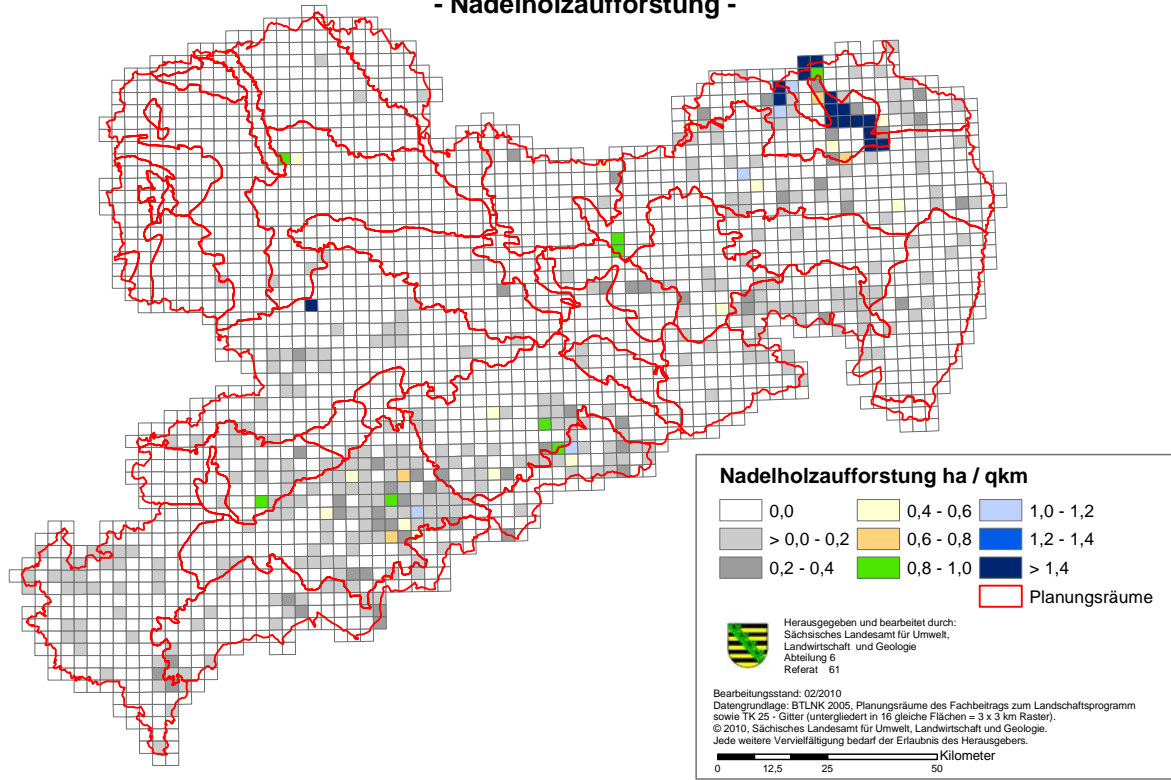 - Nadelholzaufforstung -
Nadelholzaufforstung ha / qkm
0,0
> 0,0 - 0,2
0,2 - 0,4
0,4 - 0,6
0,6 - 0,8
0,8 - 1,0
1,0 - 1,2
1,2 - 1,4
> 1,4
Planungsräume
Herausgegeben und bearbeitet durch:
Sächsisches Landesamt für Umwelt,
Landwirtschaft und Geologie
Abteilung 6
Referat 61
Bearbeitungsstand: 02/2010
Datengrundlage: BTLNK 2005, Planungsräume des Fachbeitrags zum Landschaftsprogramm
sowie TK 25 - Gitter (untergliedert in 16 gleiche Flächen = 3 x 3 km Raster).
© 2010, Sächsisches Landesamt für Umwelt, Landwirtschaft und Geologie.
Jede weitere Vervielfältigung bedarf der Erlaubnis des Herausgebers.
Kilometer
0 12,5 25 50